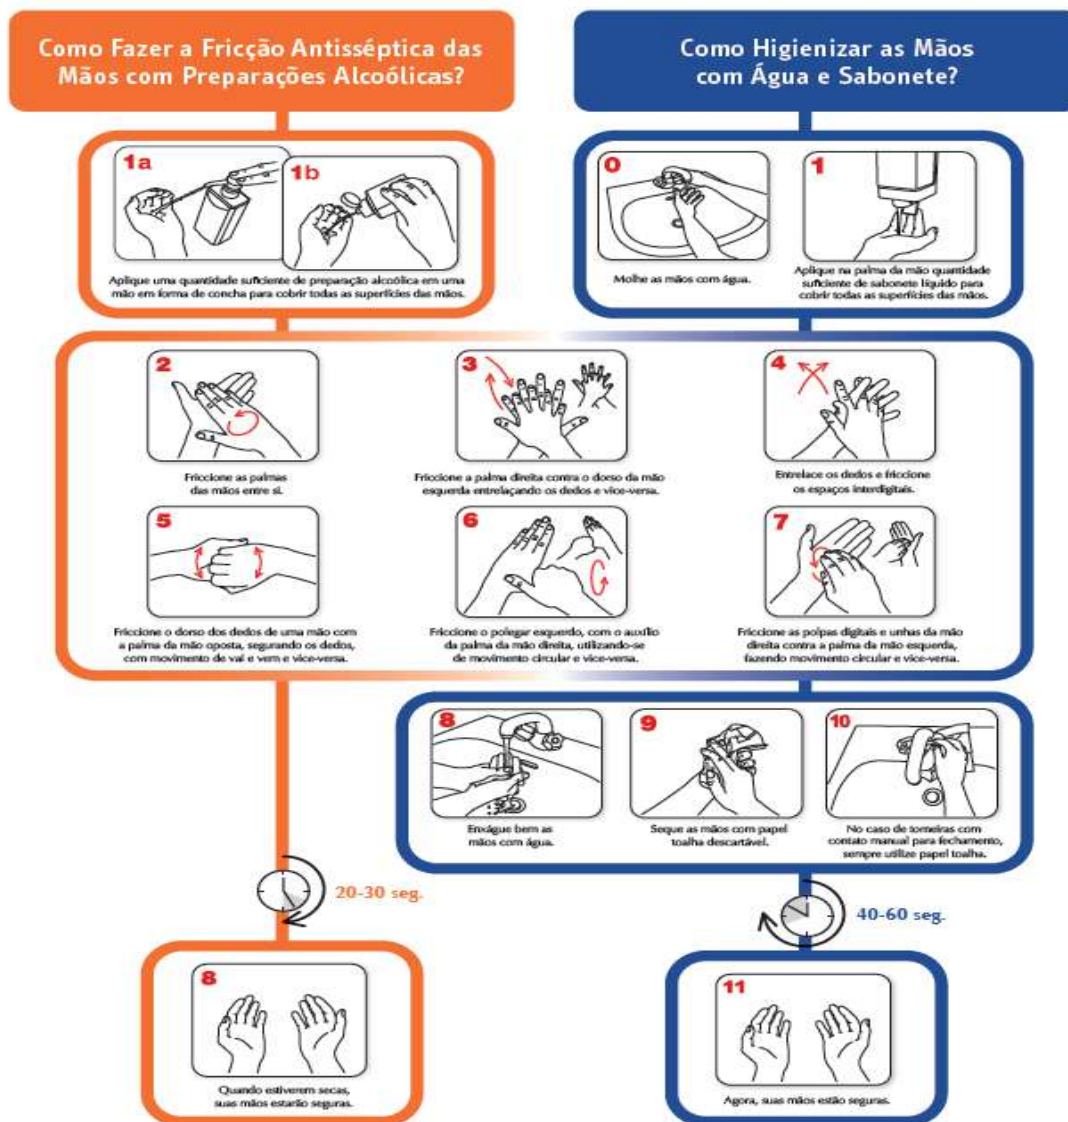 Como Fazer a Fricção Antisséptica das
Mãos com Preparações Alcoólicas?
Como Higienizar as Mãos
com Água e Sabonete?
1a
1b
Aplique uma quantidade suficiente de preparação alcoólica em uma
mão em forma de concha para cobrir todas as superfícies das mãos.
0
Molhe as mãos com água.
1
Aplique na palma da mão quantidade
suficiente de sabonete líquido para
cobrir todas as superfícies das mãos.
2
Friccione as palmas
das mãos entre si.
3
Friccione a palma direita contra o dorso da mão
esquerda entrelaçando os dedos e vice-versa.
4
Entrelace os dedos e friccione
os espaços interdigitais.
5
Friccione o dorso dos dedos de uma mão com
a palma da mão oposta, segurando os dedos,
com movimento de vai e vem e vice-versa.
6
Friccione o polegar esquerdo, com o auxílio
da palma da mão direita, utilizando-se
de movimento circular e vice-versa.
7
Friccione as polpas digitais e unhas da mão
direita contra a palma da mão esquerda,
fazendo movimento circular e vice-versa.
8
Enxágue bem as
mãos com água.
9
Seque as mãos com papel
toalha descartável.
10
No caso de torneiras com
contato manual para fechamento,
sempre utilize papel toalha.
20-30 seg.
40-60 seg.
8
Quando estiverem secas,
suas mãos estarão seguras.
11
Agora, suas mãos estão seguras.